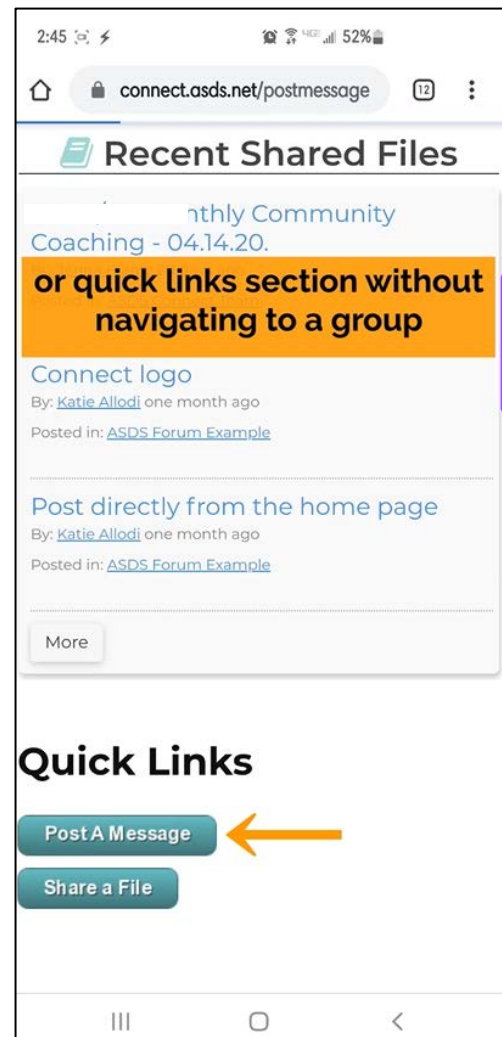 2:45 52%
connect.asds.net/postmessage 12
Recent Shared Files
nthly Community
Coaching - 04.14.20.
or quick links section without
navigating to a group
Connect logo
By: Katie Allodi one month ago
Posted in: ASDS Forum Example
Post directly from the home page
By: Katie Allodi one month ago
Posted in: ASDS Forum Example
More
Quick Links
Post A Message
Share a File